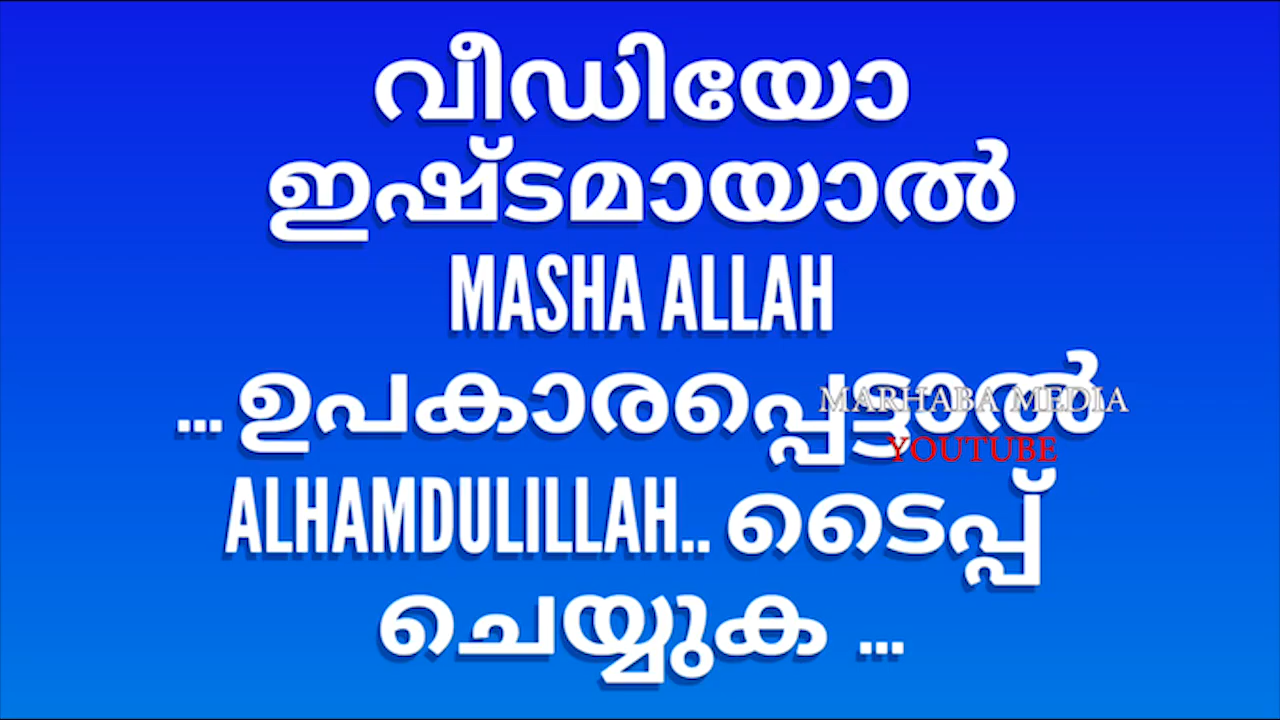 വീഡിയോ
ഇഷ്ടമായാൽ
MASHA ALLAH
... ഉപകാരപ്പെട്ടാൽ
MARHABA MEDIA
YOUTUBE
ALHAMDULILLAH.. ടൈപ്പ്
ചെയ്യുക ...